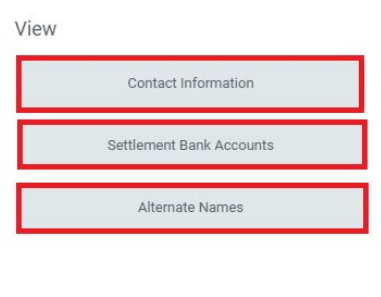 View
Contact Information
Settlement Bank Accounts
Alternate Names